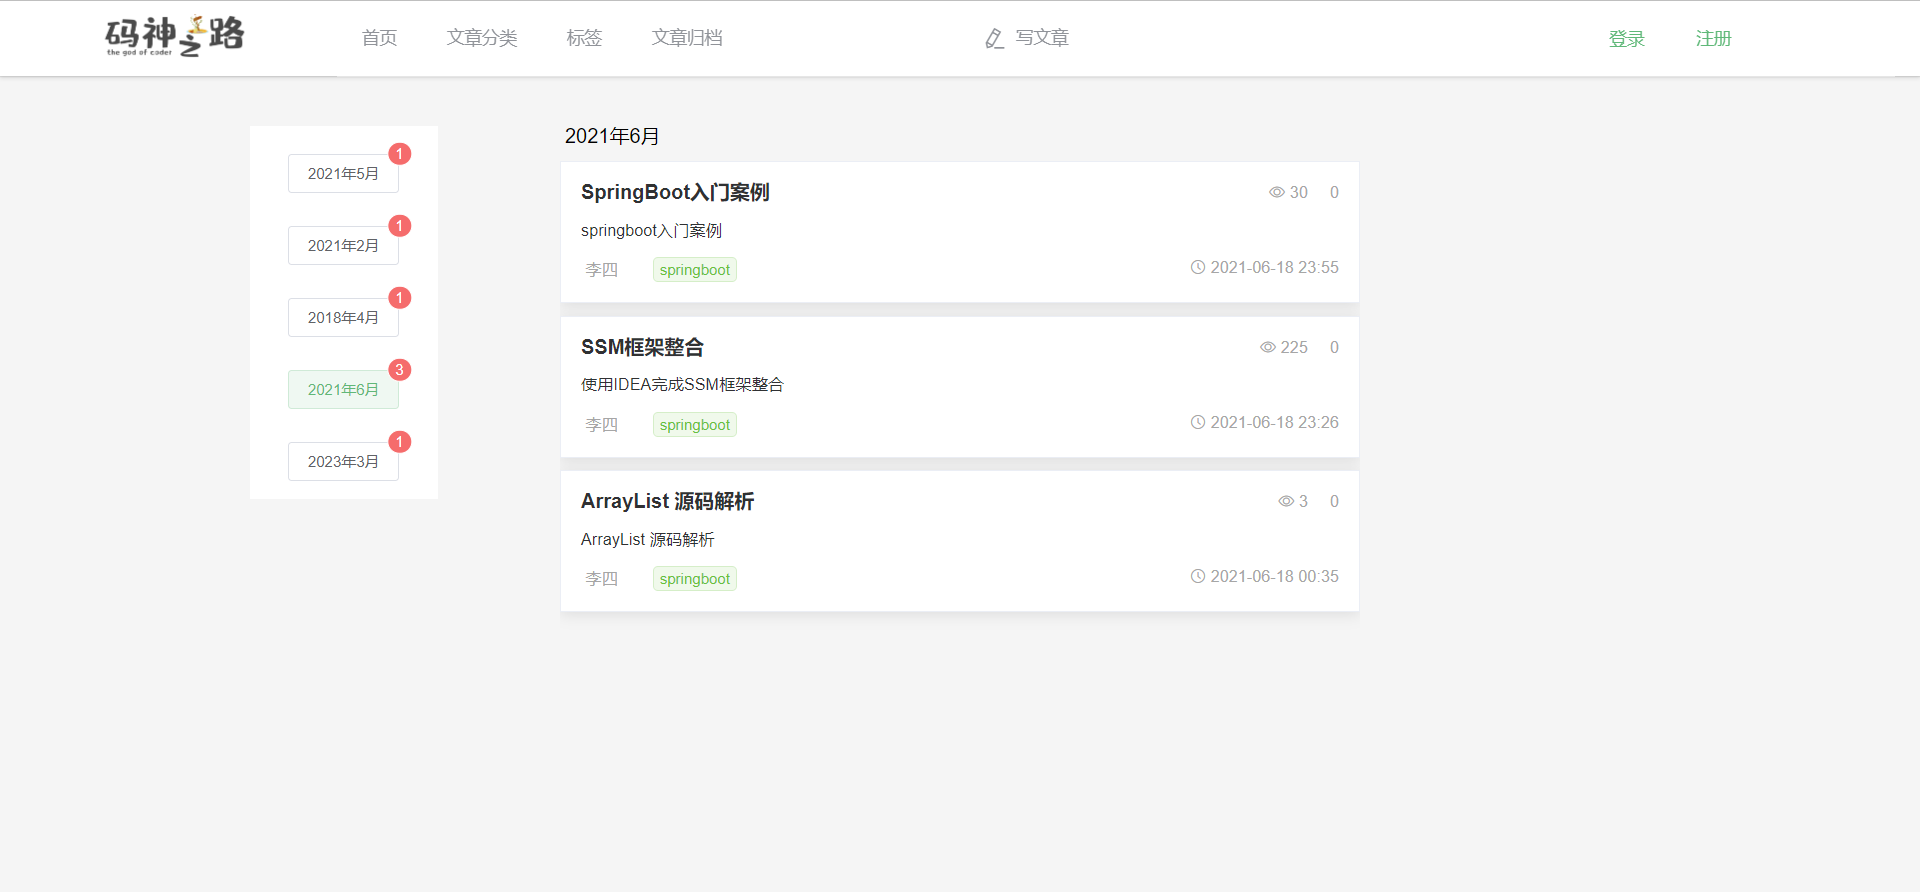 码神之路
the god of coder
首页 文章分类 标签 文章归档 写文章 登录 注册
2021年5月 1
2021年2月 1
2018年4月 1
2021年6月 3
2023年3月 1
2021年6月
SpringBoot入门案例 30 0
springboot入门案例
李四 springboot 2021-06-18 23:55
SSM框架整合 225 0
使用IDEA完成SSM框架整合
李四 springboot 2021-06-18 23:26
ArrayList 源码解析 3 0
ArrayList 源码解析
李四 springboot 2021-06-18 00:35